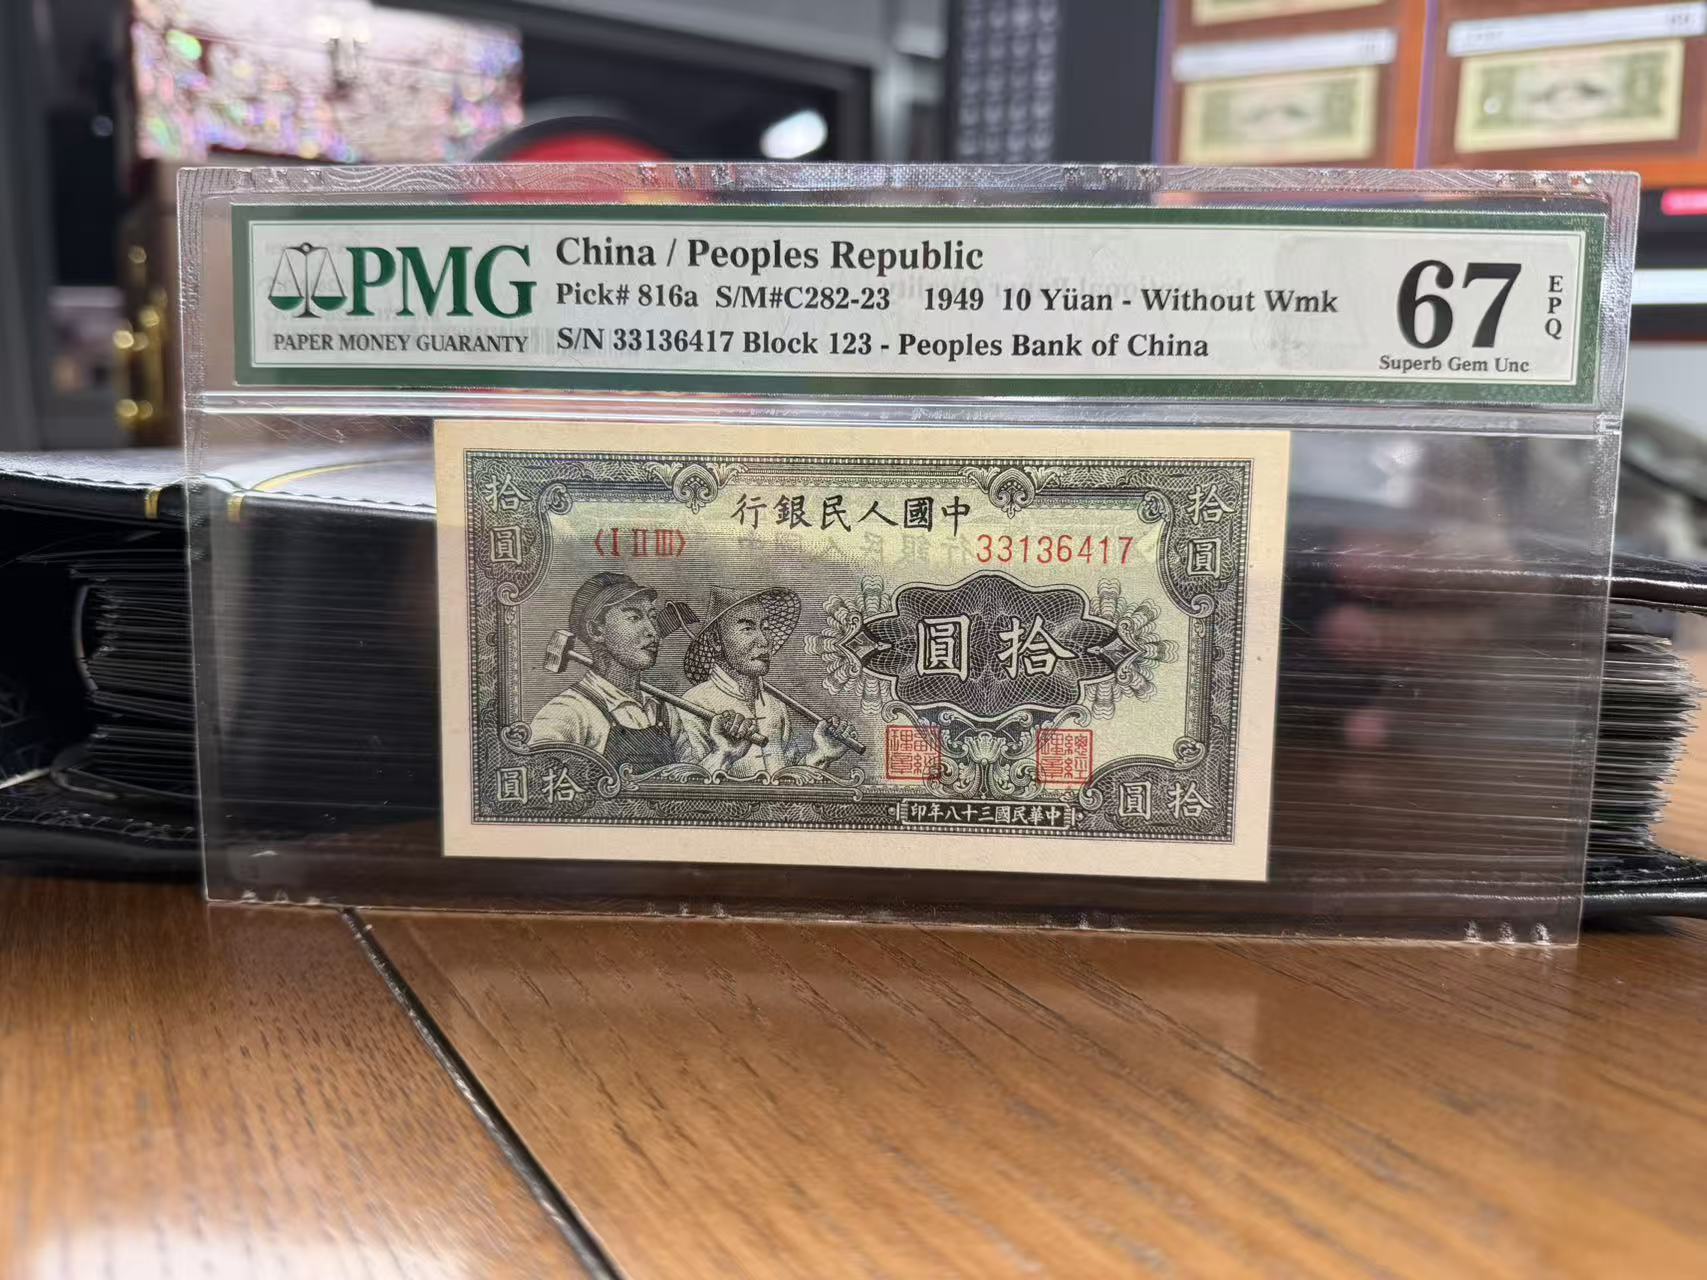 PMG
PAPER MONEY GUARANTY
China / Peoples Republic
Pick# 816a S/M#C282-23 1949 10 Yüan - Without Wmk
S/N 33136417 Block 123 - Peoples Bank of China
67
EPQ
Superb Gem Unc
行銀民人國中
拾圓
拾圓
〈I II III〉
33136417
圓拾
圓拾
圓拾
印年八十三國民華中